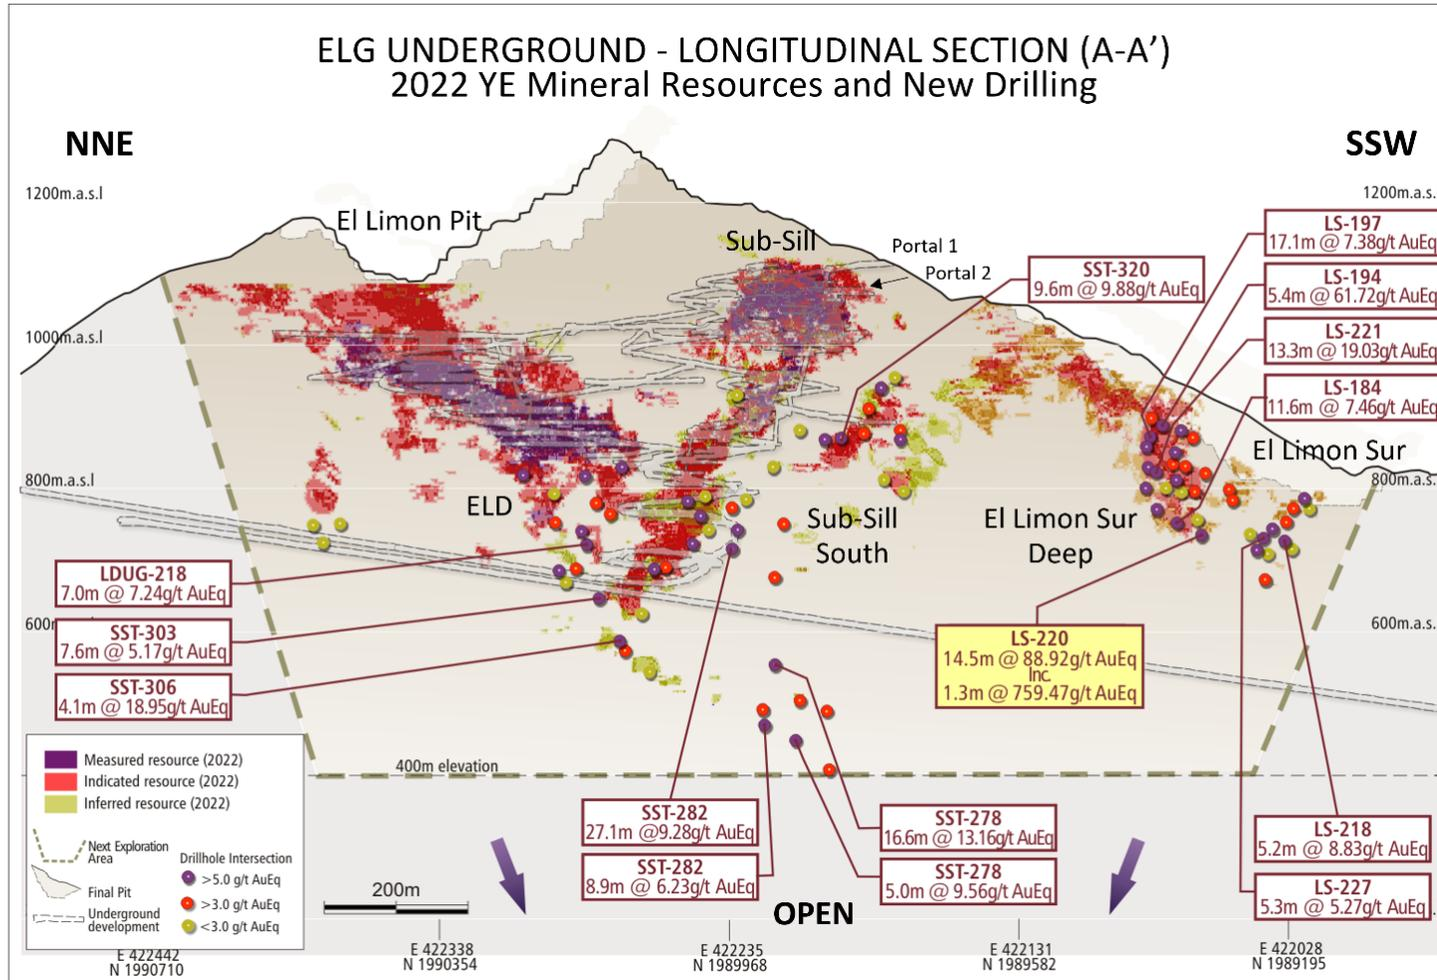 ELG UNDERGROUND - LONGITUDINAL SECTION (A-A’)
2022 YE Mineral Resources and New Drilling
NNE
SSW
1200m.a.s.l
1200m.a.s.l
El Limon Pit
Sub-Sill
Portal 1
Portal 2
SST-320
9.6m @ 9.88g/t AuEq
LS-197
17.1m @ 7.38g/t AuEq
LS-194
5.4m @ 61.72g/t AuEq
LS-221
13.3m @ 19.03g/t AuEq
LS-184
11.6m @ 7.46g/t AuEq
1000m.a.s.l
El Limon Sur
800m.a.s.l
800m.a.s.
ELD
Sub-Sill
South
El Limon Sur
Deep
LDUG-218
7.0m @ 7.24g/t AuEq
SST-303
7.6m @ 5.17g/t AuEq
SST-306
4.1m @ 18.95g/t AuEq
600m
600m.a.s.
LS-220
14.5m @ 88.92g/t AuEq
Inc.
1.3m @ 759.47g/t AuEq
400m elevation
Measured resource (2022)
Indicated resource (2022)
Inferred resource (2022)
Next Exploration
Area
Final Pit
Underground
development
Drillhole Intersection
>5.0 g/t AuEq
>3.0 g/t AuEq
<3.0 g/t AuEq
200m
SST-282
27.1m @9.28g/t AuEq
SST-282
8.9m @ 6.23g/t AuEq
SST-278
16.6m @ 13.16g/t AuEq
SST-278
5.0m @ 9.56g/t AuEq
LS-218
5.2m @ 8.83g/t AuEq
LS-227
5.3m @ 5.27g/t AuEq
OPEN
E 422442
N 1990710
E 422338
N 1990354
E 422235
N 1989968
E 422131
N 1989582
E 422028
N 1989195